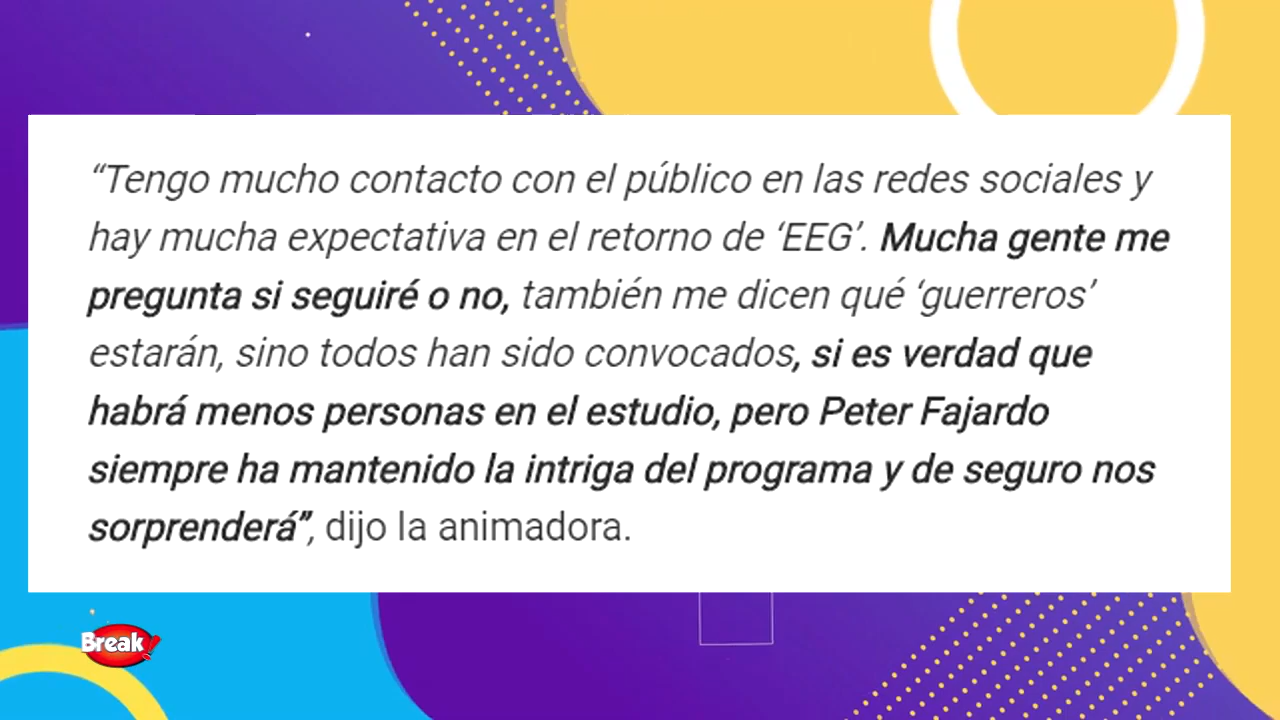 “Tengo mucho contacto con el público en las redes sociales y
hay mucha expectativa en el retorno de ‘EEG’. Mucha gente me
pregunta si seguiré o no, también me dicen qué ‘guerreros’
estarán, sino todos han sido convocados, si es verdad que
habrá menos personas en el estudio, pero Peter Fajardo
siempre ha mantenido la intriga del programa y de seguro nos
sorprenderá”, dijo la animadora.
Break